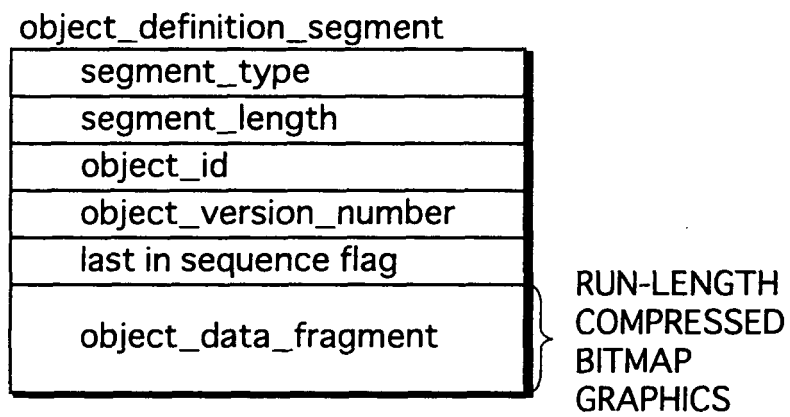 object_definition_segment
segment_type
segment_length
object_id
object_version_number
last in sequence flag
object_data_fragment
RUN-LENGTH
COMPRESSED
BITMAP
GRAPHICS